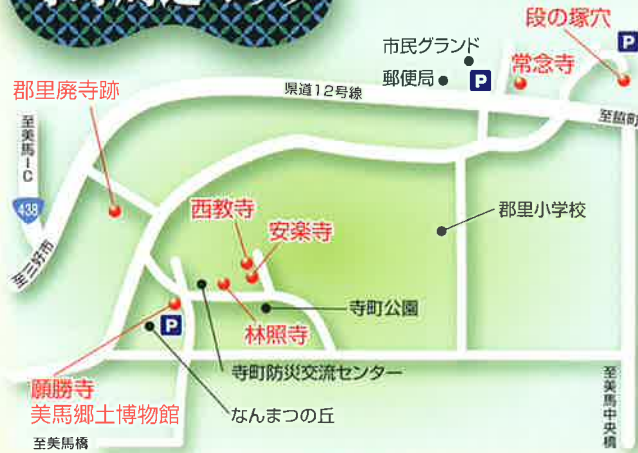 段の塚穴
P
市民グランド
常念寺
郵便局
P
郡里廃寺跡
県道12号線
至脇町
至美馬IC
438
至三好市
西教寺
安楽寺
郡里小学校
寺町公園
林照寺
P
寺町防災交流センター
願勝寺
美馬郷土博物館
なんまつの丘
至美馬橋
至美馬中央橋